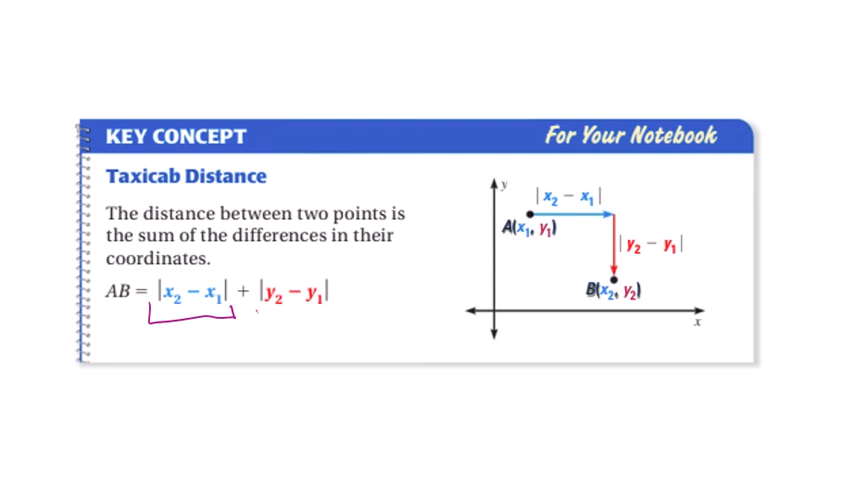 KEY CONCEPT
For Your Notebook
Taxicab Distance
The distance between two points is
the sum of the differences in their
coordinates.
AB = |x₂ − x₁| + |y₂ − y₁|
y
|x₂ − x₁|
A(x₁, y₁)
|y₂ − y₁|
B(x₂, y₂)
x